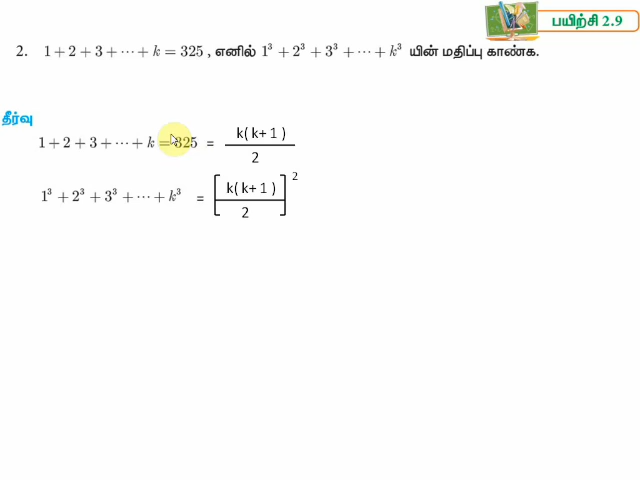 பயிற்சி 2.9
2. 1 + 2 + 3 + ⋯ + k = 325 , எனில் 1³ + 2³ + 3³ + ⋯ + k³ யின் மதிப்பு காண்க.
தீர்வு
1 + 2 + 3 + ⋯ + k = 325 = k(k+1)/2
1³ + 2³ + 3³ + ⋯ + k³ = [k(k+1)/2]²